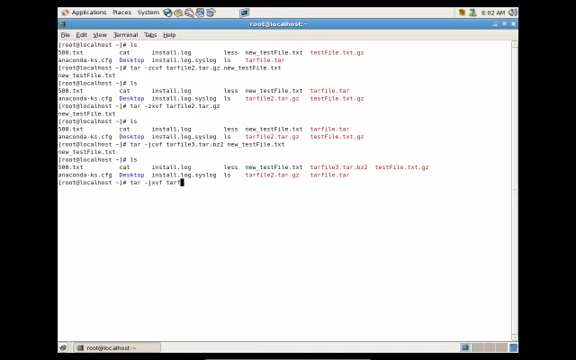 Applications Places System 8:02 AM
root@localhost:~
File Edit View Terminal Tabs Help
[root@localhost ~]# ls
500.txt cat install.log less new_testFile.txt testFile.txt.gz
anaconda-ks.cfg Desktop install.log.syslog ls tarfile.tar
[root@localhost ~]# tar -zcvf tarfile2.tar.gz new_testFile.txt
new_testFile.txt
[root@localhost ~]# ls
500.txt cat install.log less new_testFile.txt tarfile.tar
anaconda-ks.cfg Desktop install.log.syslog ls tarfile2.tar.gz testFile.txt.gz
[root@localhost ~]# tar -zxvf tarfile2.tar.gz
new_testFile.txt
[root@localhost ~]# ls
500.txt cat install.log less new_testFile.txt tarfile.tar
anaconda-ks.cfg Desktop install.log.syslog ls tarfile2.tar.gz testFile.txt.gz
[root@localhost ~]# tar -jcvf tarfile3.tar.bz2 new_testFile.txt
new_testFile.txt
[root@localhost ~]# ls
500.txt cat install.log less new_testFile.txt tarfile3.tar.bz2 testFile.txt.gz
anaconda-ks.cfg Desktop install.log.syslog ls tarfile2.tar.gz tarfile.tar
[root@localhost ~]# tar -jxvf tarf
root@localhost:~